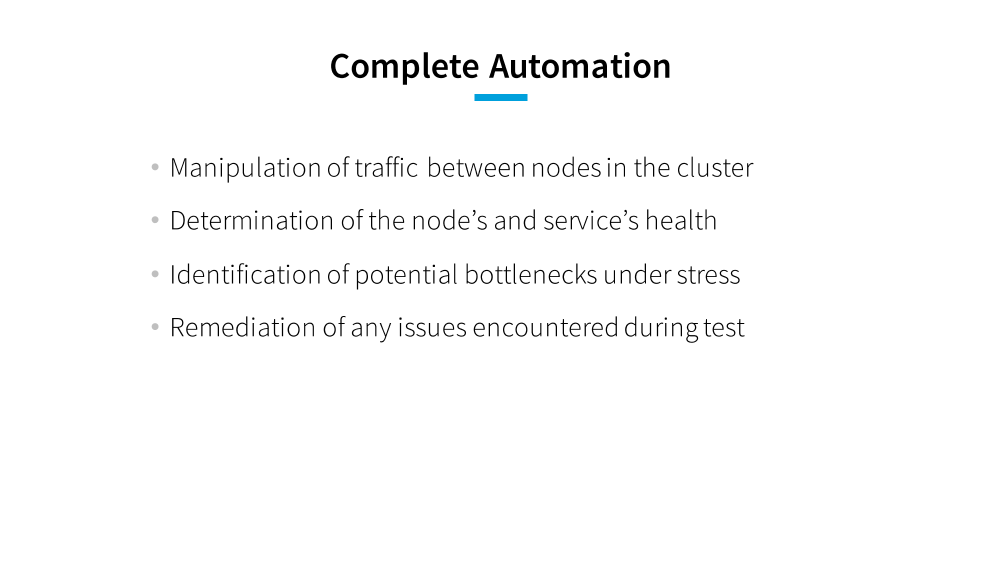 Complete Automation
• Manipulation of traffic between nodes in the cluster
• Determination of the node’s and service’s health
• Identification of potential bottlenecks under stress
• Remediation of any issues encountered during test